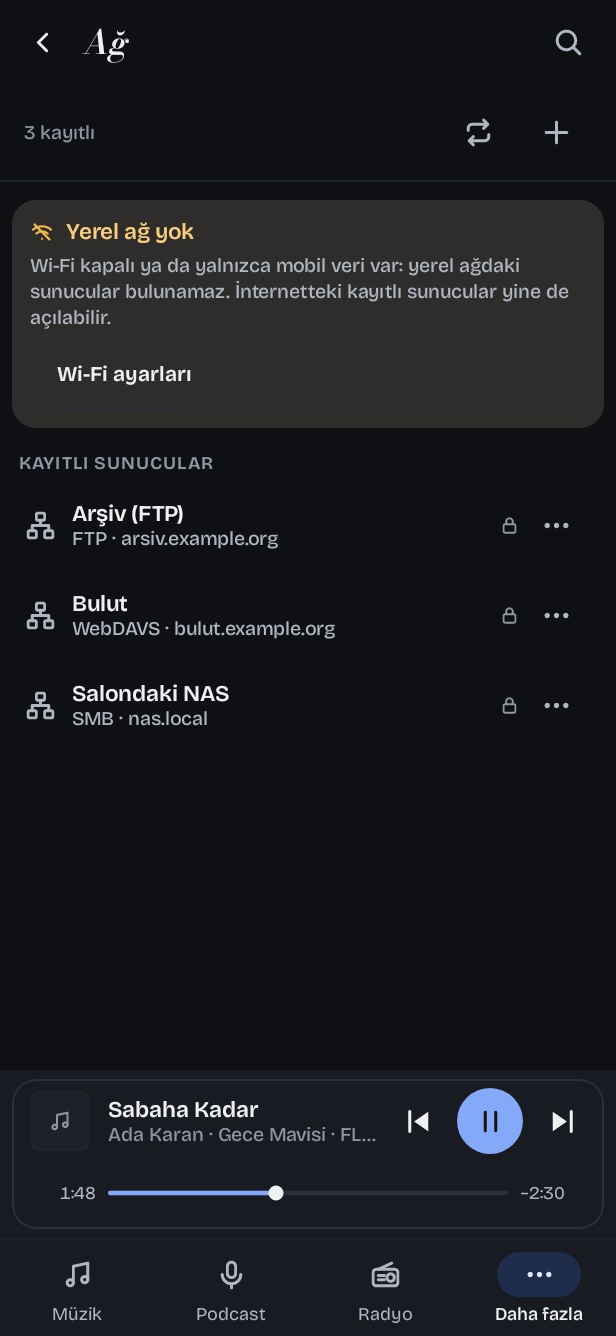 Ağ
3 kayıtlı
Yerel ağ yok
Wi-Fi kapalı ya da yalnızca mobil veri var: yerel ağdaki
sunucular bulunamaz. İnternetteki kayıtlı sunucular yine de
açılabilir.
Wi-Fi ayarları
KAYITLI SUNUCULAR
Arşiv (FTP)
FTP · arsiv.example.org
Bulut
WebDAVS · bulut.example.org
Salondaki NAS
SMB · nas.local
Sabaha Kadar
Ada Karan · Gece Mavisi · FL...
1:48
-2:30
Müzik
Podcast
Radyo
Daha fazla